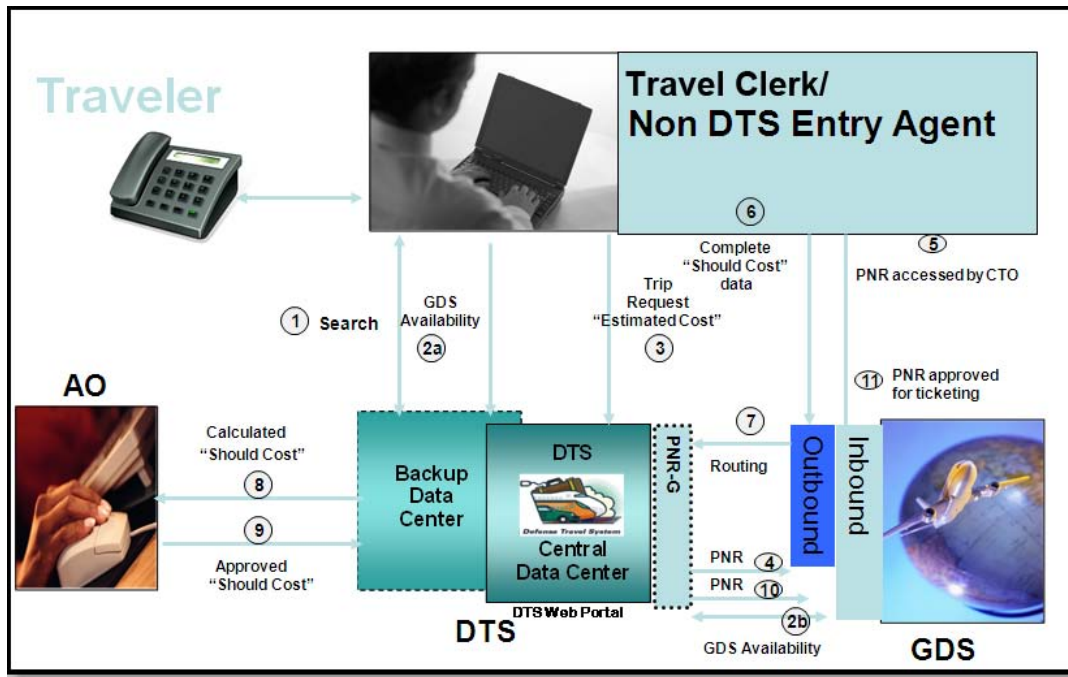 Traveler
Travel Clerk/
Non DTS Entry Agent
6
Complete
“Should Cost”
data
5
PNR accessed by CTO
1
Search
GDS
Availability
2a
Trip
Request
“Estimated Cost”
3
11
PNR approved
for ticketing
AO
Calculated
“Should Cost”
8
9
Approved
“Should Cost”
Backup
Data
Center
DTS
Defense Travel System
Central
Data Center
DTS Web Portal
DTS
PNR-G
7
Routing
Outbound
Inbound
PNR
4
PNR
10
2b
GDS Availability
GDS